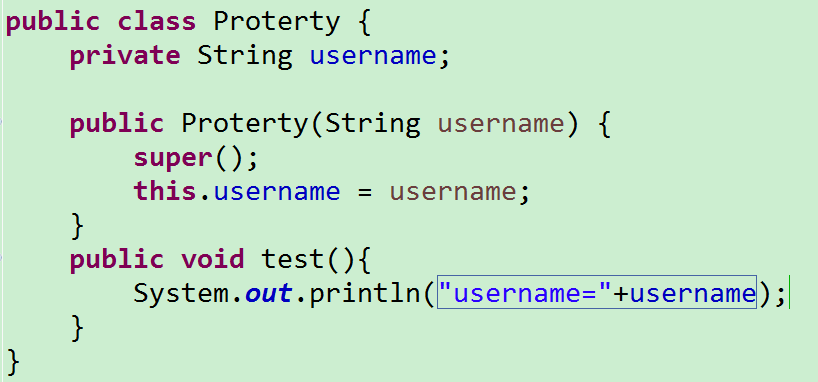 public class Proterty {
    private String username;

    public Proterty(String username) {
        super();
        this.username = username;
    }
    public void test(){
        System.out.println("username="+username);
    }
}